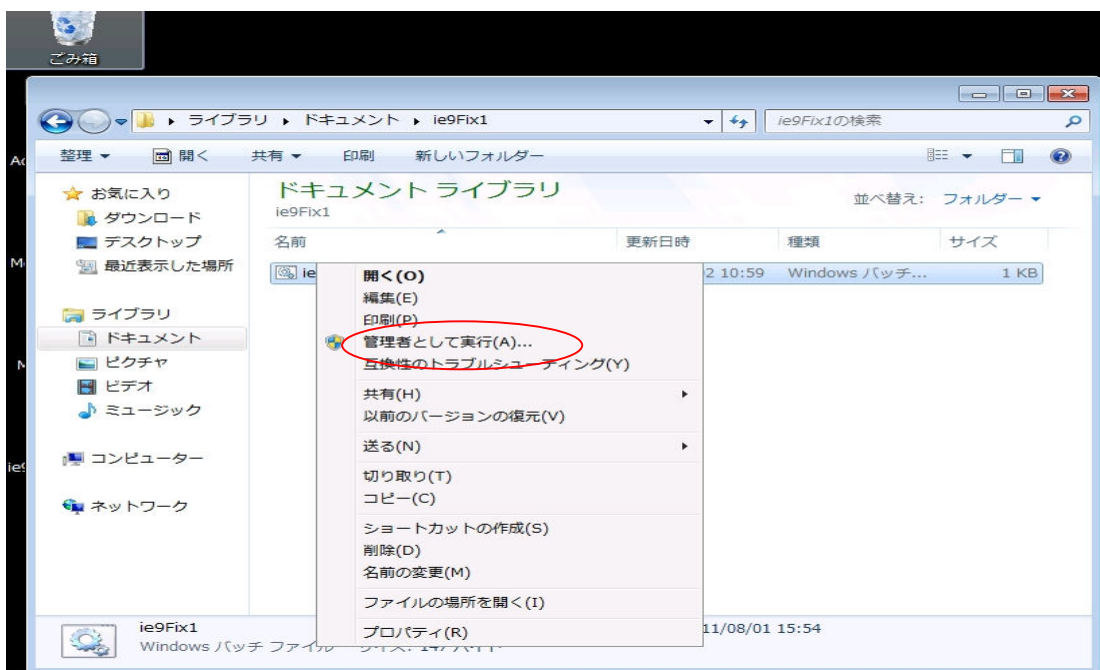 ごみ箱
ライブラリ ▸ ドキュメント ▸ ie9Fix1
ie9Fix1の検索
整理 開く 共有 印刷 新しいフォルダー
お気に入り
ダウンロード
デスクトップ
最近表示した場所
ライブラリ
ドキュメント
ピクチャ
ビデオ
ミュージック
コンピューター
ネットワーク
ドキュメント ライブラリ
ie9Fix1
並べ替え: フォルダー
名前 更新日時 種類 サイズ
ie 2 10:59 Windows バッチ... 1 KB
開く(O)
編集(E)
印刷(P)
管理者として実行(A)...
互換性のトラブルシューティング(Y)
共有(H)
以前のバージョンの復元(V)
送る(N)
切り取り(T)
コピー(C)
ショートカットの作成(S)
削除(D)
名前の変更(M)
ファイルの場所を開く(I)
プロパティ(R)
ie9Fix1
11/08/01 15:54
Windows バッチ ファイル